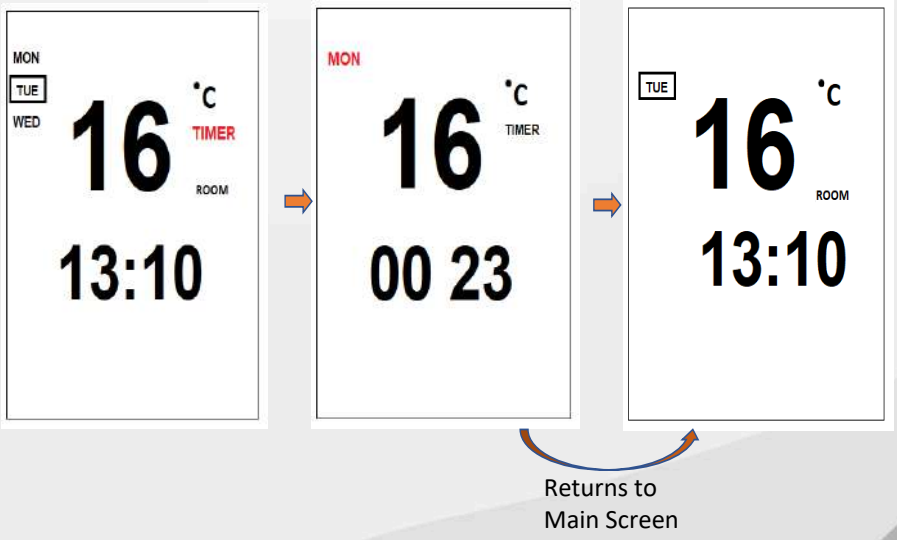 MON
TUE
WED
16
°C
TIMER
ROOM
13:10
MON
16
°C
TIMER
00 23
TUE
16
°C
ROOM
13:10
Returns to
Main Screen